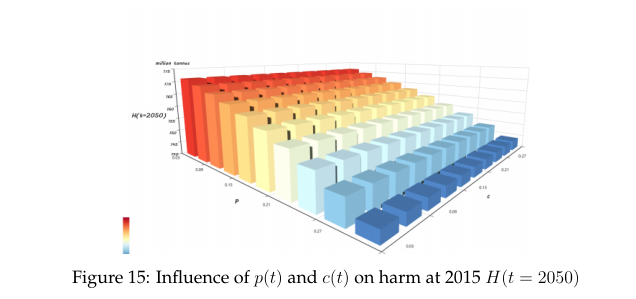 million tonnes
H(t=2050)
0.03
0.09
0.15
0.21
0.27
P
0.27
0.21
0.15
0.09
0.03
c
Figure 15: Influence of p(t) and c(t) on harm at 2015 H(t = 2050)